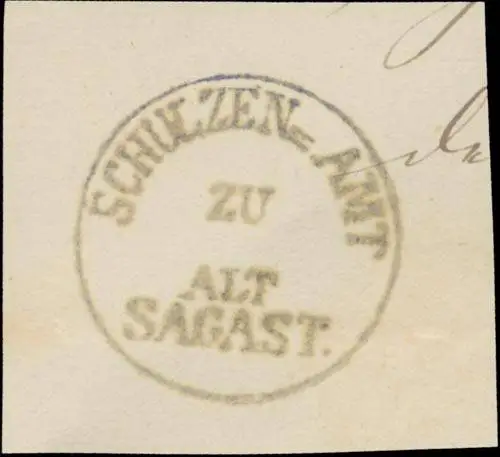 SCHULZEN=AMT
ZU
ALT
SAGAST.